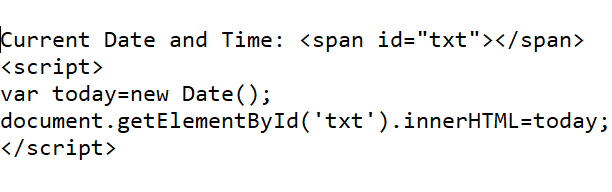 Current Date and Time: <span id="txt"></span>
<script>
var today=new Date();
document.getElementById('txt').innerHTML=today;
</script>